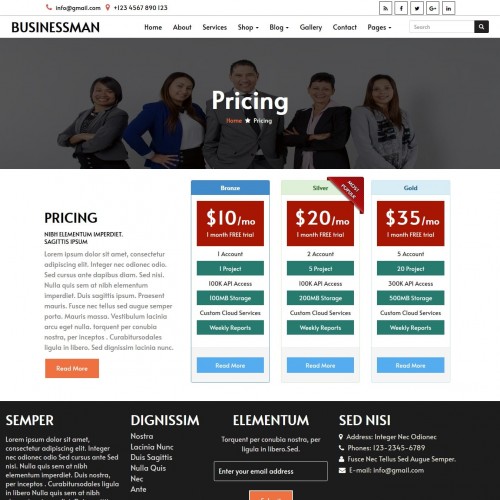 info@gmail.com +123 4567 890 123
BUSINESSMAN
Home About Services Shop Blog Gallery Contact Pages
Search
Pricing
Home Pricing
PRICING
NIBH ELEMENTUM IMPERDIET.
SAGITTIS IPSUM
Lorem ipsum dolor sit amet, consectetur
adipiscing elit. Integer nec odionec odio.
Sed cursus ante dapibus diam. Sed nisi
Nulla quis sem at nibh elementum
imperdiet. Duis sagittis ipsum. Praesent
mauris. Fusce nec tellus sed augue semper
porta. Mauris massa. Vestibulum lacinia
arcu eget nulla. torquent per conubia
nostra, per inceptos . Curabitursodales
ligula in libero. Sed dignissim lacinia nunc.
Read More
Bronze
$10/mo
1 month FREE trial
1 Account
1 Project
100K API Access
100MB Storage
Custom Cloud Services
Weekly Reports
Read More
Silver
MOST
POPULAR
$20/mo
1 month FREE trial
2 Account
5 Project
100K API Access
200MB Storage
Custom Cloud Services
Weekly Reports
Read More
Gold
$35/mo
1 month FREE trial
5 Account
20 Project
300K API Access
500MB Storage
Custom Cloud Services
Weekly Reports
Read More
SEMPER
Lorem ipsum dolor sit amet,
consectetur adipiscing elit.
Integer nec odionec odio. Sed
cursus ante dapibus diam. Sed
nisi Nulla quis sem at nibh
elementum imperdiet. Duis
nostra, per inceptos .
Curabitursodales ligula in
DIGNISSIM
Nostra
Lacinia Nunc
Duis Sagittis
Nulla Quis
Nec
Ante
ELEMENTUM
Torquent per conubia nostra, per
ligula in libero.Sed.
Enter your email
SED NISI
Address: Integer Nec Odionec
Phone: 123-2345-6789
Fusce Nec Tellus Sed Augue Semper.
E-mail: info@gmail.com